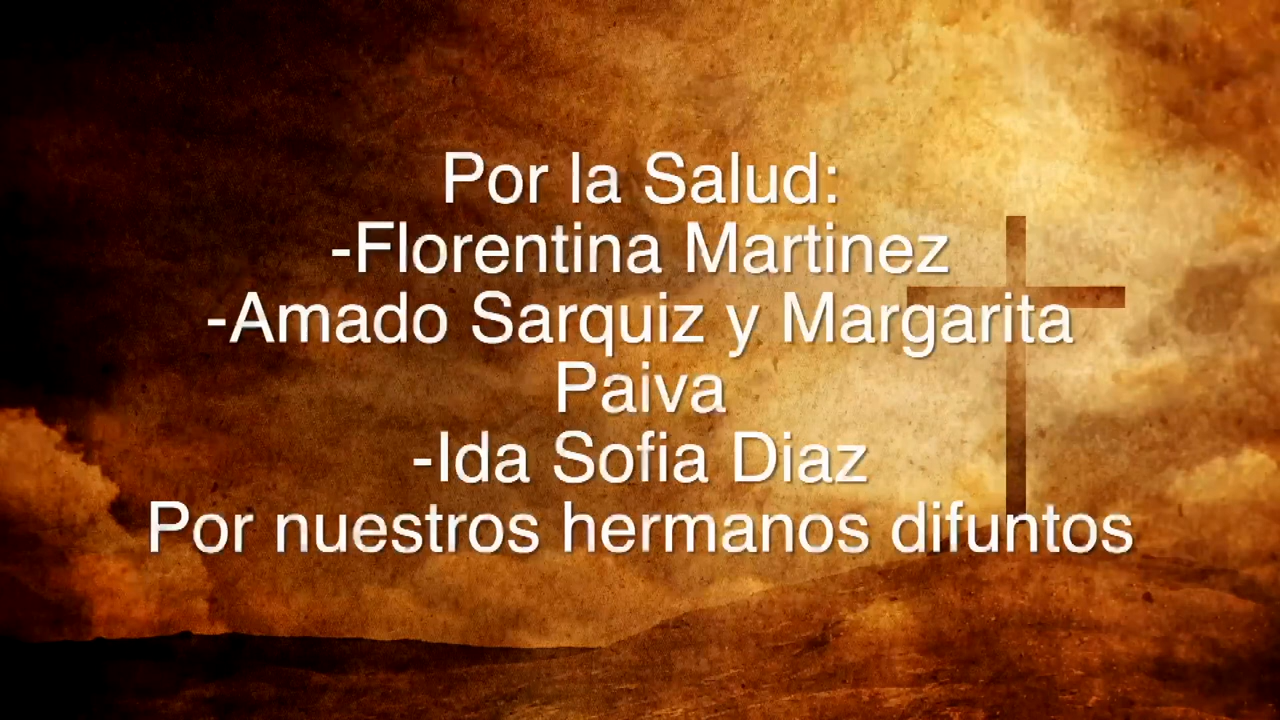 Por la Salud:
-Florentina Martinez
-Amado Sarquiz y Margarita
Paiva
-Ida Sofia Diaz
Por nuestros hermanos difuntos